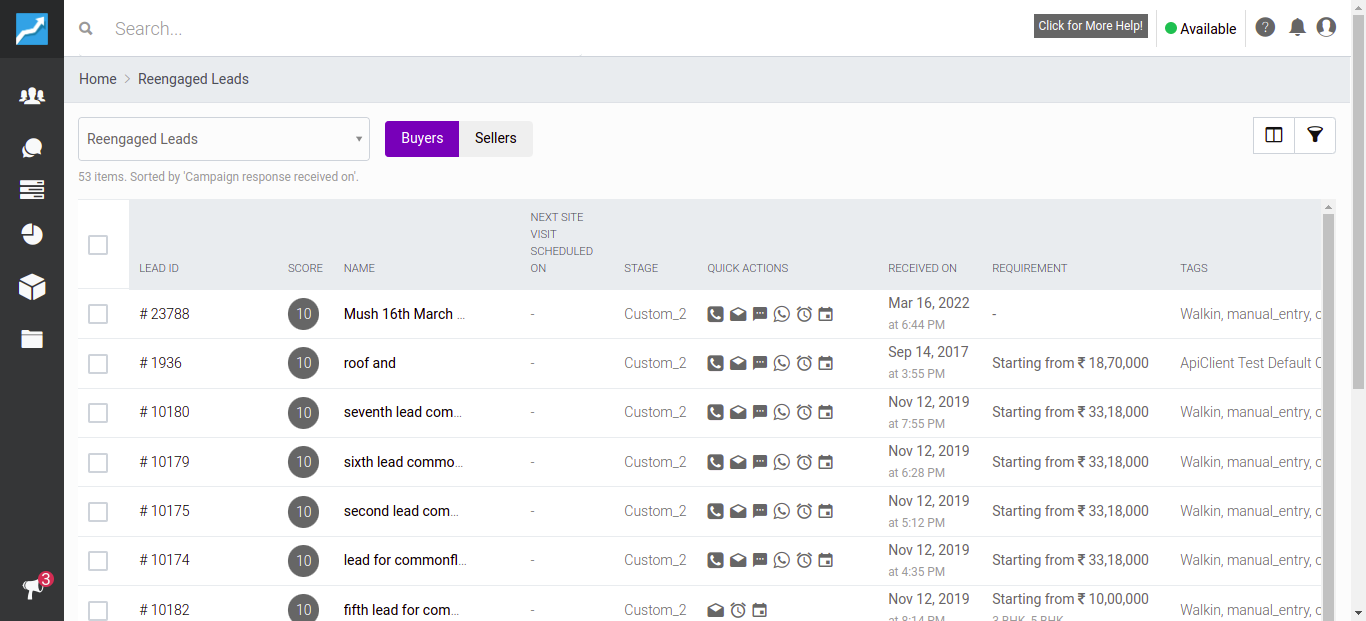 Search...
Click for More Help!
Available
Home > Reengaged Leads
Reengaged Leads
Buyers
Sellers
53 items. Sorted by 'Campaign response received on'.
LEAD ID SCORE NAME NEXT SITE VISIT SCHEDULED ON STAGE QUICK ACTIONS RECEIVED ON REQUIREMENT TAGS
# 23788 10 Mush 16th March ... - Custom_2 Mar 16, 2022 - Walkin, manual_entry,
at 6:44 PM
# 1936 10 roof and - Custom_2 Sep 14, 2017 Starting from ₹ 18,70,000 ApiClient Test Default
at 3:55 PM
# 10180 10 seventh lead com... - Custom_2 Nov 12, 2019 Starting from ₹ 33,18,000 Walkin, manual_entry,
at 7:55 PM
# 10179 10 sixth lead commo... - Custom_2 Nov 12, 2019 Starting from ₹ 33,18,000 Walkin, manual_entry,
at 6:28 PM
# 10175 10 second lead com... - Custom_2 Nov 12, 2019 Starting from ₹ 33,18,000 Walkin, manual_entry,
at 5:12 PM
# 10174 10 lead for commonfl... - Custom_2 Nov 12, 2019 Starting from ₹ 33,18,000 Walkin, manual_entry,
at 4:35 PM
# 10182 10 fifth lead for com... - Custom_2 Nov 12, 2019 Starting from ₹ 10,00,000 Walkin, manual_entry,
at 8:14 PM 3 BHK, 5 BHK
3